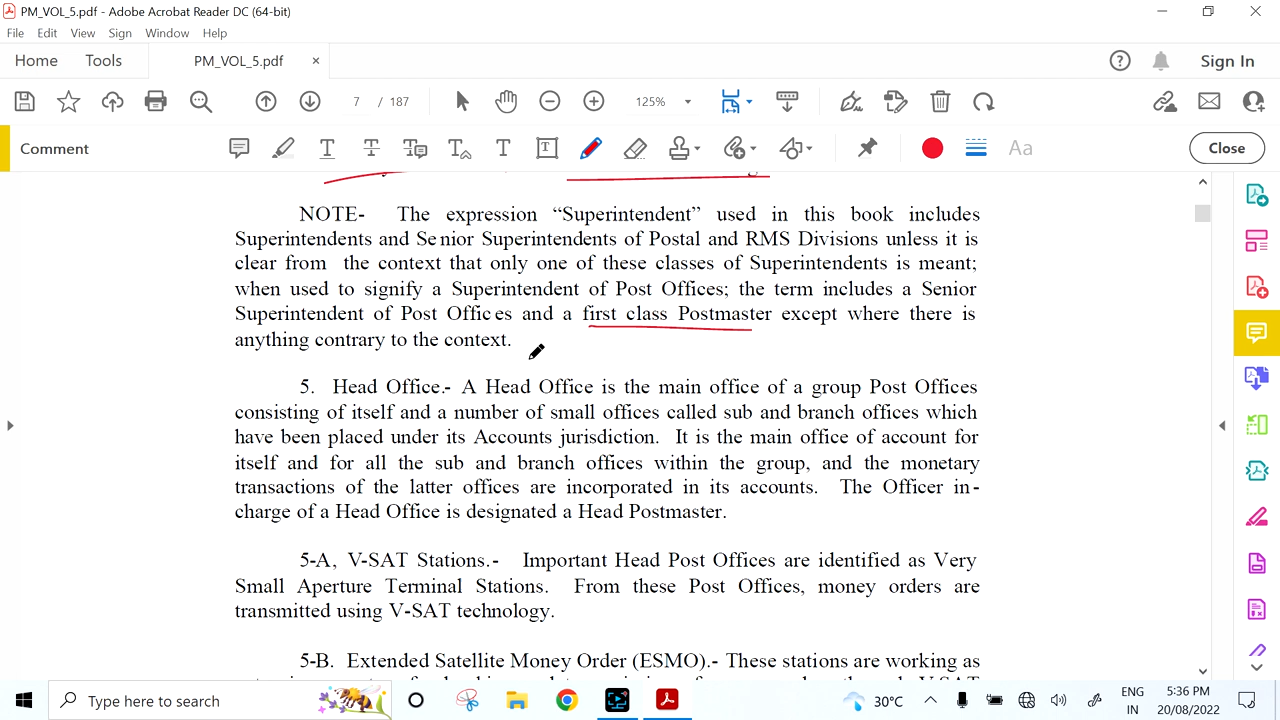 PM_VOL_5.pdf - Adobe Acrobat Reader DC (64-bit)
File Edit View Sign Window Help
Home Tools PM_VOL_5.pdf × Sign In
7 / 187 125%
Comment Aa Close
NOTE- The expression “Superintendent” used in this book includes
Superintendents and Senior Superintendents of Postal and RMS Divisions unless it is
clear from the context that only one of these classes of Superintendents is meant;
when used to signify a Superintendent of Post Offices; the term includes a Senior
Superintendent of Post Offices and a first class Postmaster except where there is
anything contrary to the context.
5. Head Office.- A Head Office is the main office of a group Post Offices
consisting of itself and a number of small offices called sub and branch offices which
have been placed under its Accounts jurisdiction. It is the main office of account for
itself and for all the sub and branch offices within the group, and the monetary
transactions of the latter offices are incorporated in its accounts. The Officer in-
charge of a Head Office is designated a Head Postmaster.
5-A, V-SAT Stations.- Important Head Post Offices are identified as Very
Small Aperture Terminal Stations. From these Post Offices, money orders are
transmitted using V-SAT technology.
5-B. Extended Satellite Money Order (ESMO).- These stations are working as
Type here to search 30°C ENG 5:36 PM
IN 20/08/2022